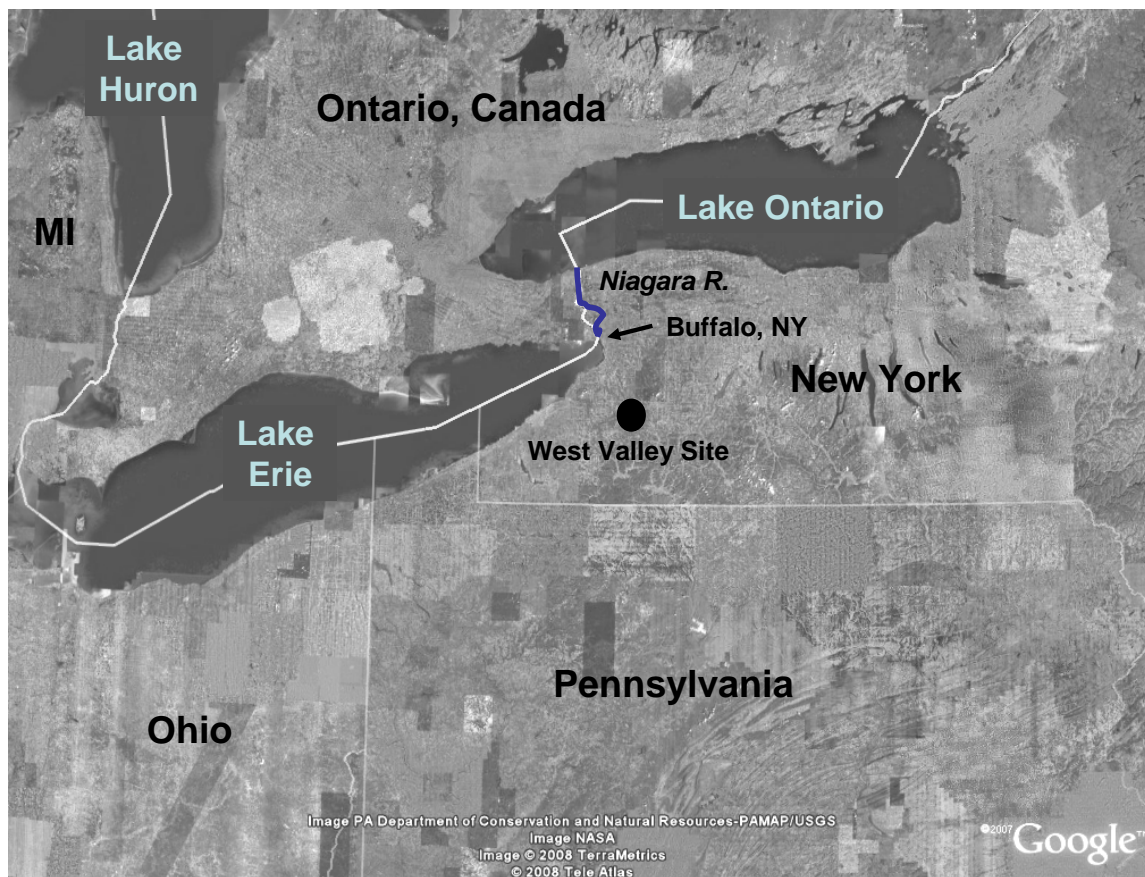 Lake
Huron
Ontario, Canada
MI
Lake Ontario
Niagara R.
Buffalo, NY
New York
Lake
Erie
West Valley Site
Pennsylvania
Ohio
Image PA Department of Conservation and Natural Resources-PAMAP/USGS
Image NASA
Image © 2008 TerraMetrics
© 2008 Tele Atlas
©2007 Google™